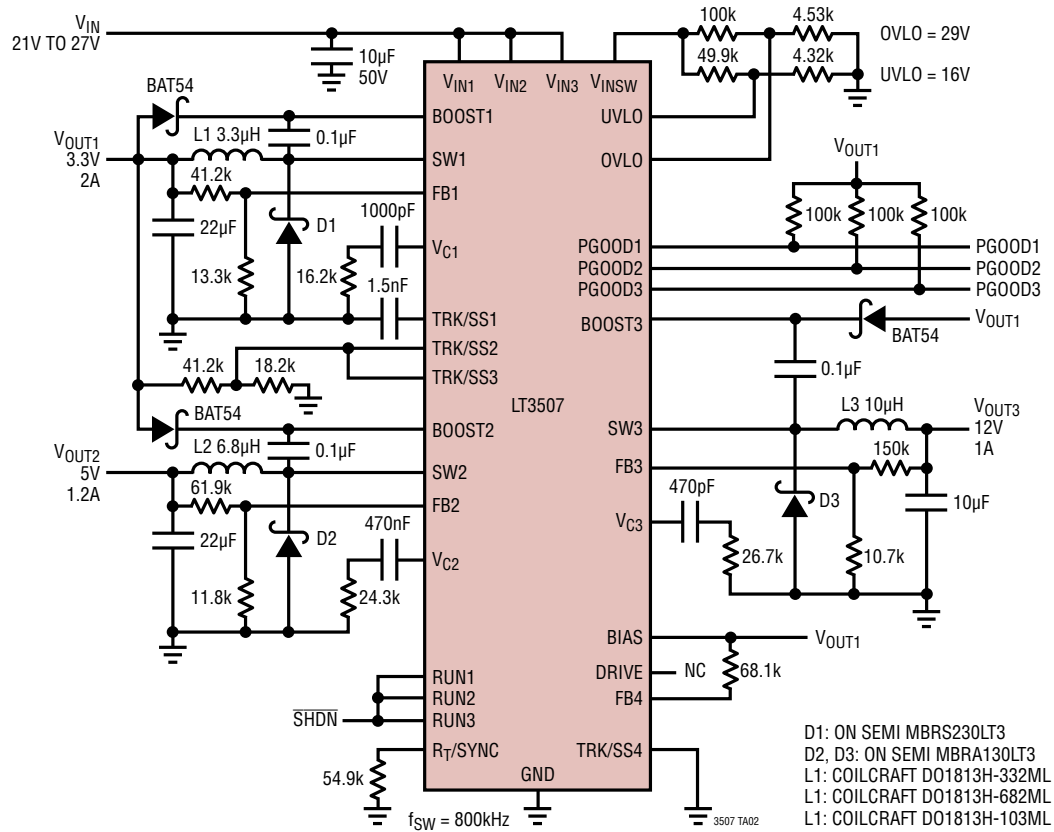 VIN
21V TO 27V
10µF
50V
100k
4.53k
OVLO = 29V
49.9k
4.32k
UVLO = 16V
VIN1
VIN2
VIN3
VINSW
BAT54
BOOST1
UVLO
VOUT1
3.3V
2A
L1 3.3µH
0.1µF
SW1
OVLO
VOUT1
41.2k
FB1
22µF
D1
1000pF
100k
100k
100k
VC1
PGOOD1
PGOOD1
13.3k
16.2k
1.5nF
PGOOD2
PGOOD2
PGOOD3
PGOOD3
TRK/SS1
BOOST3
VOUT1
BAT54
TRK/SS2
41.2k
18.2k
TRK/SS3
0.1µF
LT3507
L3 10µH
VOUT3
12V
1A
BAT54
BOOST2
SW3
VOUT2
5V
1.2A
L2 6.8µH
0.1µF
SW2
FB3
150k
61.9k
FB2
470pF
D3
10µF
22µF
D2
470nF
VC3
VC2
26.7k
10.7k
11.8k
24.3k
BIAS
VOUT1
RUN1
DRIVE
NC
68.1k
RUN2
FB4
SHDN
RUN3
RT/SYNC
TRK/SS4
54.9k
GND
fSW = 800kHz
3507 TA02
D1: ON SEMI MBRS230LT3
D2, D3: ON SEMI MBRA130LT3
L1: COILCRAFT DO1813H-332ML
L1: COILCRAFT DO1813H-682ML
L1: COILCRAFT DO1813H-103ML